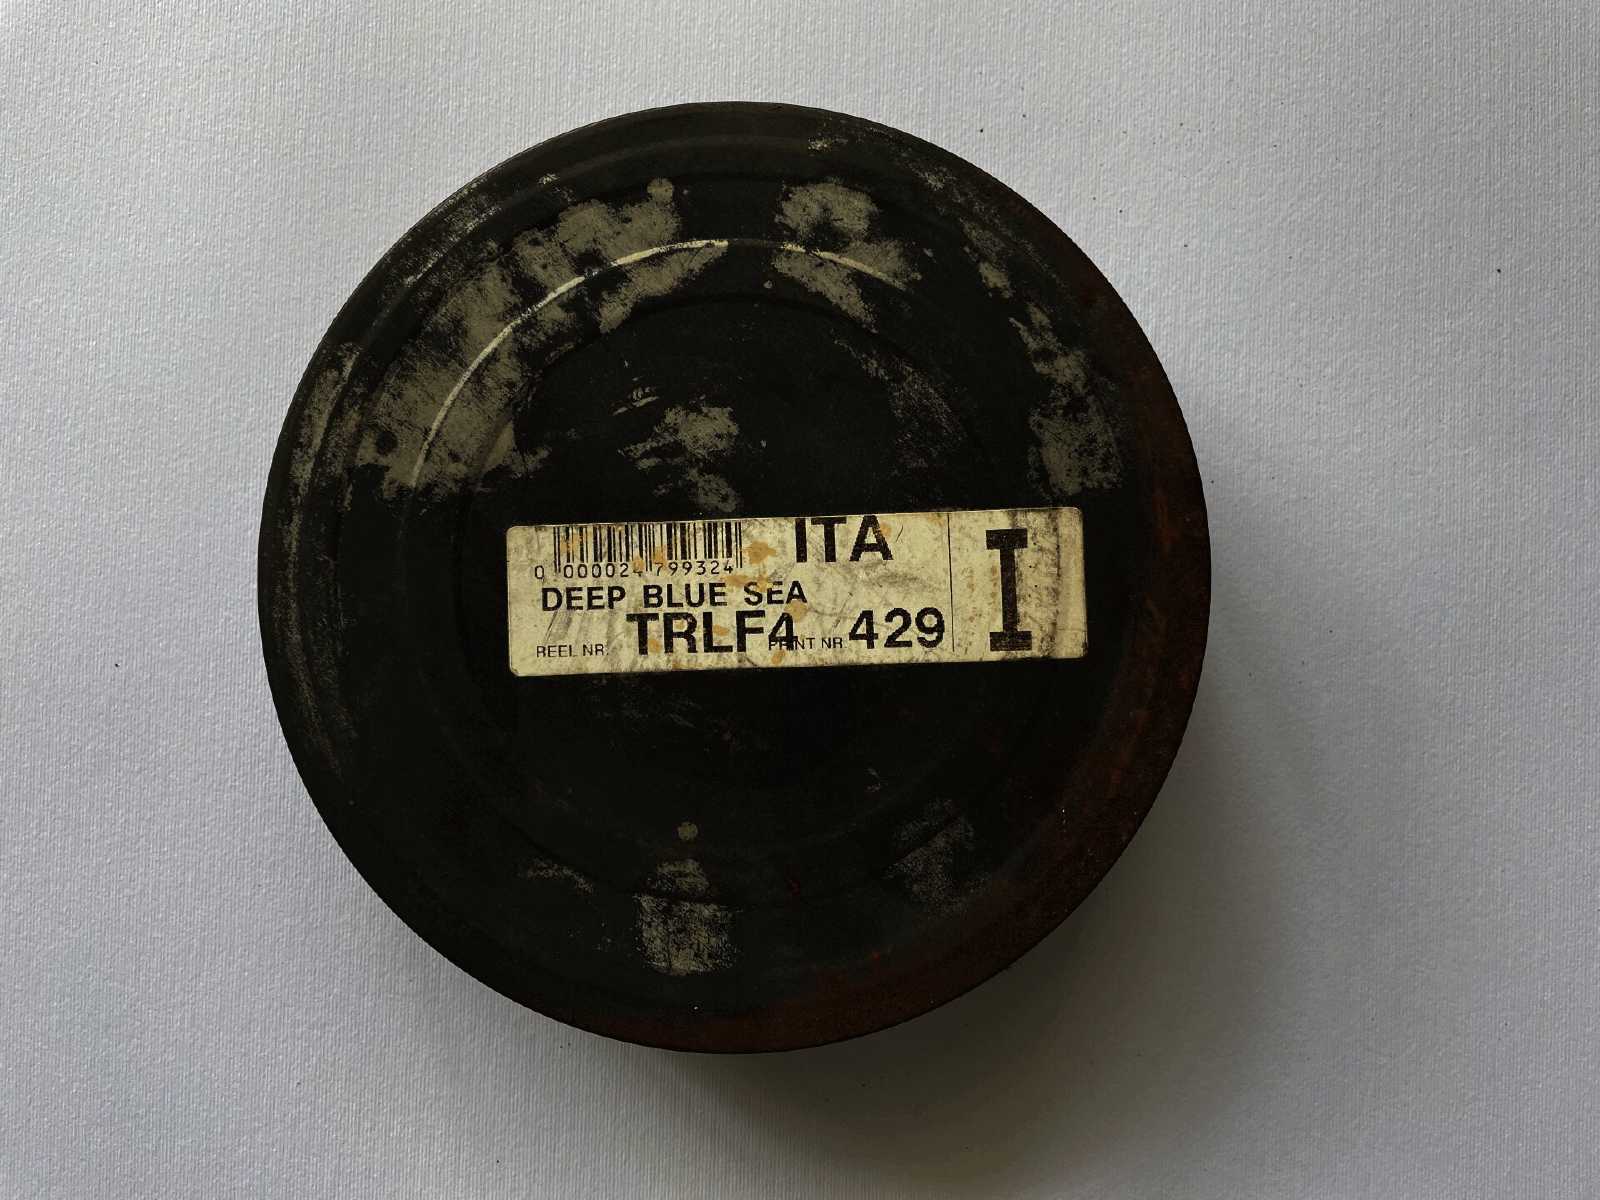 ITA
0 000024 799324
DEEP BLUE SEA
REEL NR. TRLF4 PRINT NR. 429
I